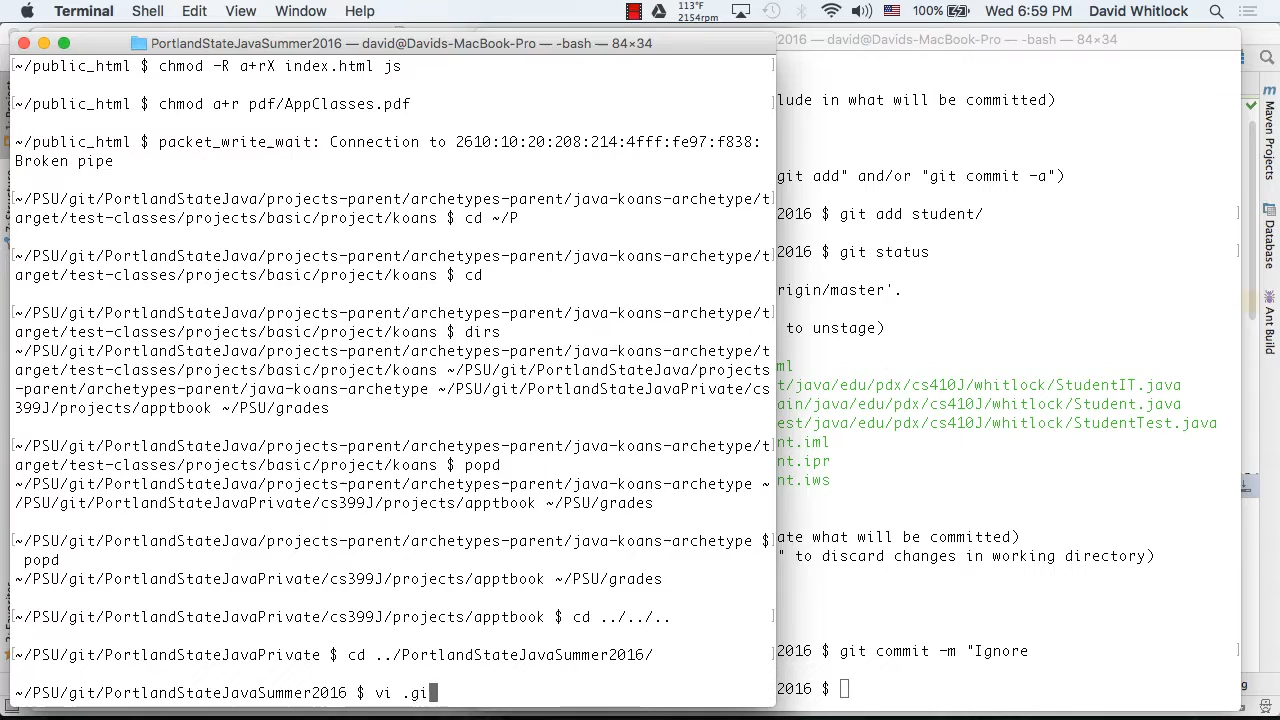 Terminal Shell Edit View Window Help 113°F 2154rpm 100% Wed 6:59 PM David Whitlock
PortlandStateJavaSummer2016 — david@Davids-MacBook-Pro — -bash — 84×34
~/public_html $ chmod -R a+rX index.html js
~/public_html $ chmod a+r pdf/AppClasses.pdf
~/public_html $ packet_write_wait: Connection to 2610:10:20:208:214:4fff:fe97:f838:
Broken pipe
~/PSU/git/PortlandStateJava/projects-parent/archetypes-parent/java-koans-archetype/t
arget/test-classes/projects/basic/project/koans $ cd ~/P
~/PSU/git/PortlandStateJava/projects-parent/archetypes-parent/java-koans-archetype/t
arget/test-classes/projects/basic/project/koans $ cd
~/PSU/git/PortlandStateJava/projects-parent/archetypes-parent/java-koans-archetype/t
arget/test-classes/projects/basic/project/koans $ dirs
~/PSU/git/PortlandStateJava/projects-parent/archetypes-parent/java-koans-archetype/t
arget/test-classes/projects/basic/project/koans ~/PSU/git/PortlandStateJava/projects
-parent/archetypes-parent/java-koans-archetype ~/PSU/git/PortlandStateJavaPrivate/cs
399J/projects/apptbook ~/PSU/grades
~/PSU/git/PortlandStateJava/projects-parent/archetypes-parent/java-koans-archetype/t
arget/test-classes/projects/basic/project/koans $ popd
~/PSU/git/PortlandStateJava/projects-parent/archetypes-parent/java-koans-archetype ~
/PSU/git/PortlandStateJavaPrivate/cs399J/projects/apptbook ~/PSU/grades
~/PSU/git/PortlandStateJava/projects-parent/archetypes-parent/java-koans-archetype $
popd
~/PSU/git/PortlandStateJavaPrivate/cs399J/projects/apptbook ~/PSU/grades
~/PSU/git/PortlandStateJavaPrivate/cs399J/projects/apptbook $ cd ../../..
~/PSU/git/PortlandStateJavaPrivate $ cd ../PortlandStateJavaSummer2016/
~/PSU/git/PortlandStateJavaSummer2016 $ vi .gi
2016 — david@Davids-MacBook-Pro — -bash — 84×34
lude in what will be committed)
git add" and/or "git commit -a")
2016 $ git add student/
2016 $ git status
rigin/master'.
to unstage)
ml
t/java/edu/pdx/cs410J/whitlock/StudentIT.java
ain/java/edu/pdx/cs410J/whitlock/Student.java
est/java/edu/pdx/cs410J/whitlock/StudentTest.java
nt.iml
nt.ipr
nt.iws
ate what will be committed)
" to discard changes in working directory)
2016 $ git commit -m "Ignore
2016 $
Maven Projects
Database
Ant Build